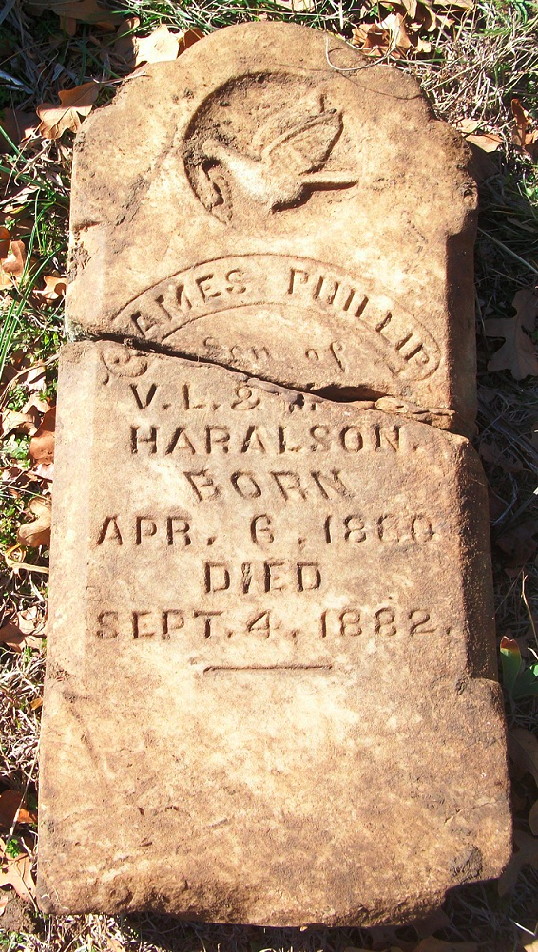 JAMES PHILLIP
Son of
V. L. &
HARALSON.
BORN
APR. 6, 1860
DIED
SEPT. 4, 1882.